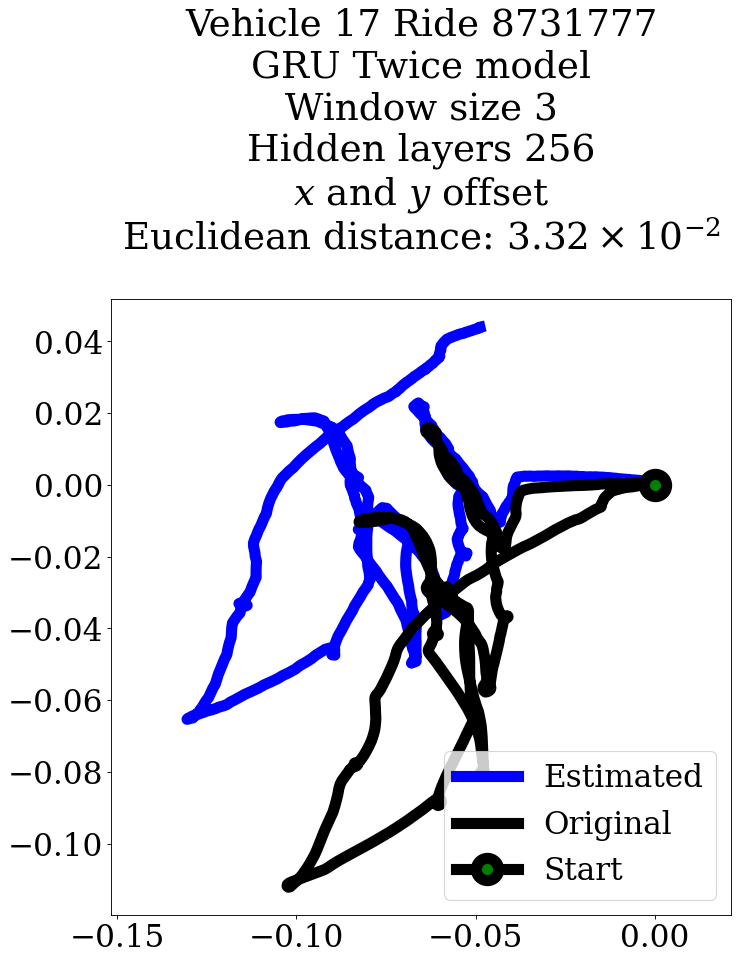 Vehicle 17 Ride 8731777
GRU Twice model
Window size 3
Hidden layers 256
x and y offset
Euclidean distance: 3.32 × 10⁻²
0.04
0.02
0.00
−0.02
−0.04
−0.06
−0.08
−0.10
Estimated
Original
Start
−0.15 −0.10 −0.05 0.00